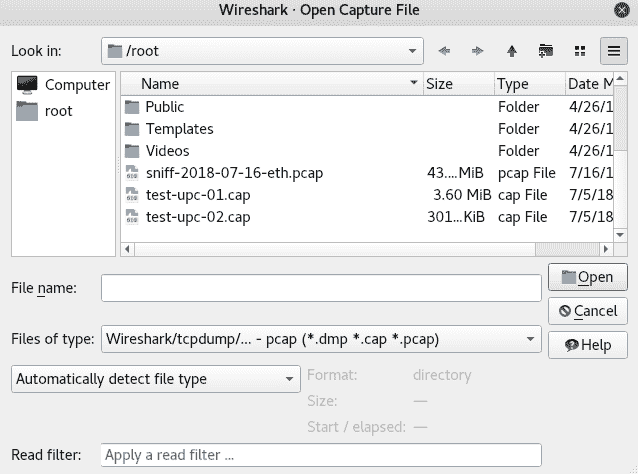 Wireshark · Open Capture File
Look in: /root
Computer
root
Name Size Type Date M
Public Folder 4/26/1
Templates Folder 4/26/1
Videos Folder 4/26/1
sniff-2018-07-16-eth.pcap 43....MiB pcap File 7/16/1
test-upc-01.cap 3.60 MiB cap File 7/5/18
test-upc-02.cap 301...KiB cap File 7/5/18
File name:
Open
Files of type: Wireshark/tcpdump/... - pcap (*.dmp *.cap *.pcap)
Cancel
Help
Automatically detect file type
Format: directory
Size: —
Start / elapsed: —
Read filter: Apply a read filter ...